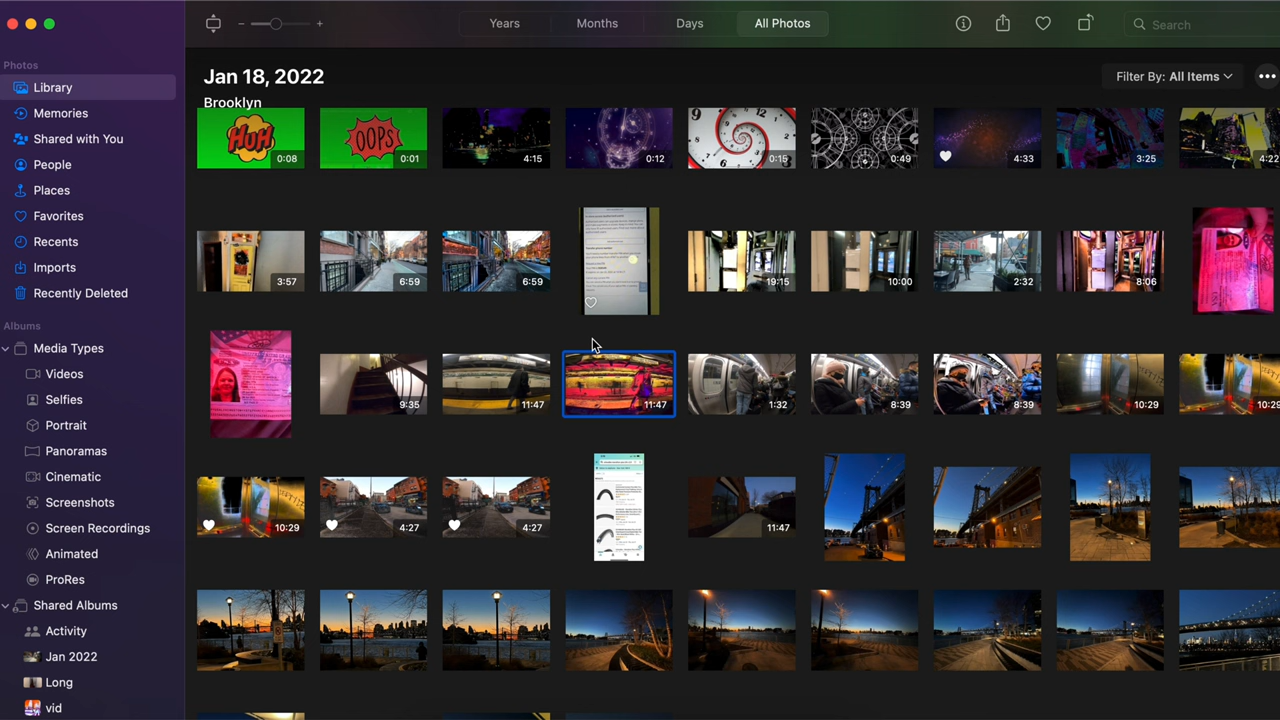 Years
Months
Days
All Photos
Search
Photos
Library
Memories
Shared with You
People
Places
Favorites
Recents
Imports
Recently Deleted
Albums
Media Types
Videos
Selfies
Portrait
Panoramas
Cinematic
Screenshots
Screen Recordings
Animated
ProRes
Shared Albums
Activity
Jan 2022
Long
vid
Jan 18, 2022
Brooklyn
Filter By: All Items
HUH
0:08
OOPS
0:01
4:15
0:12
0:15
0:49
4:33
3:25
4:22
3:57
6:59
6:59
19:15
10:00
2:32
8:06
9:35
11:47
11:47
1:32
8:39
8:39
10:29
10:29
10:29
4:27
4:27
11:47